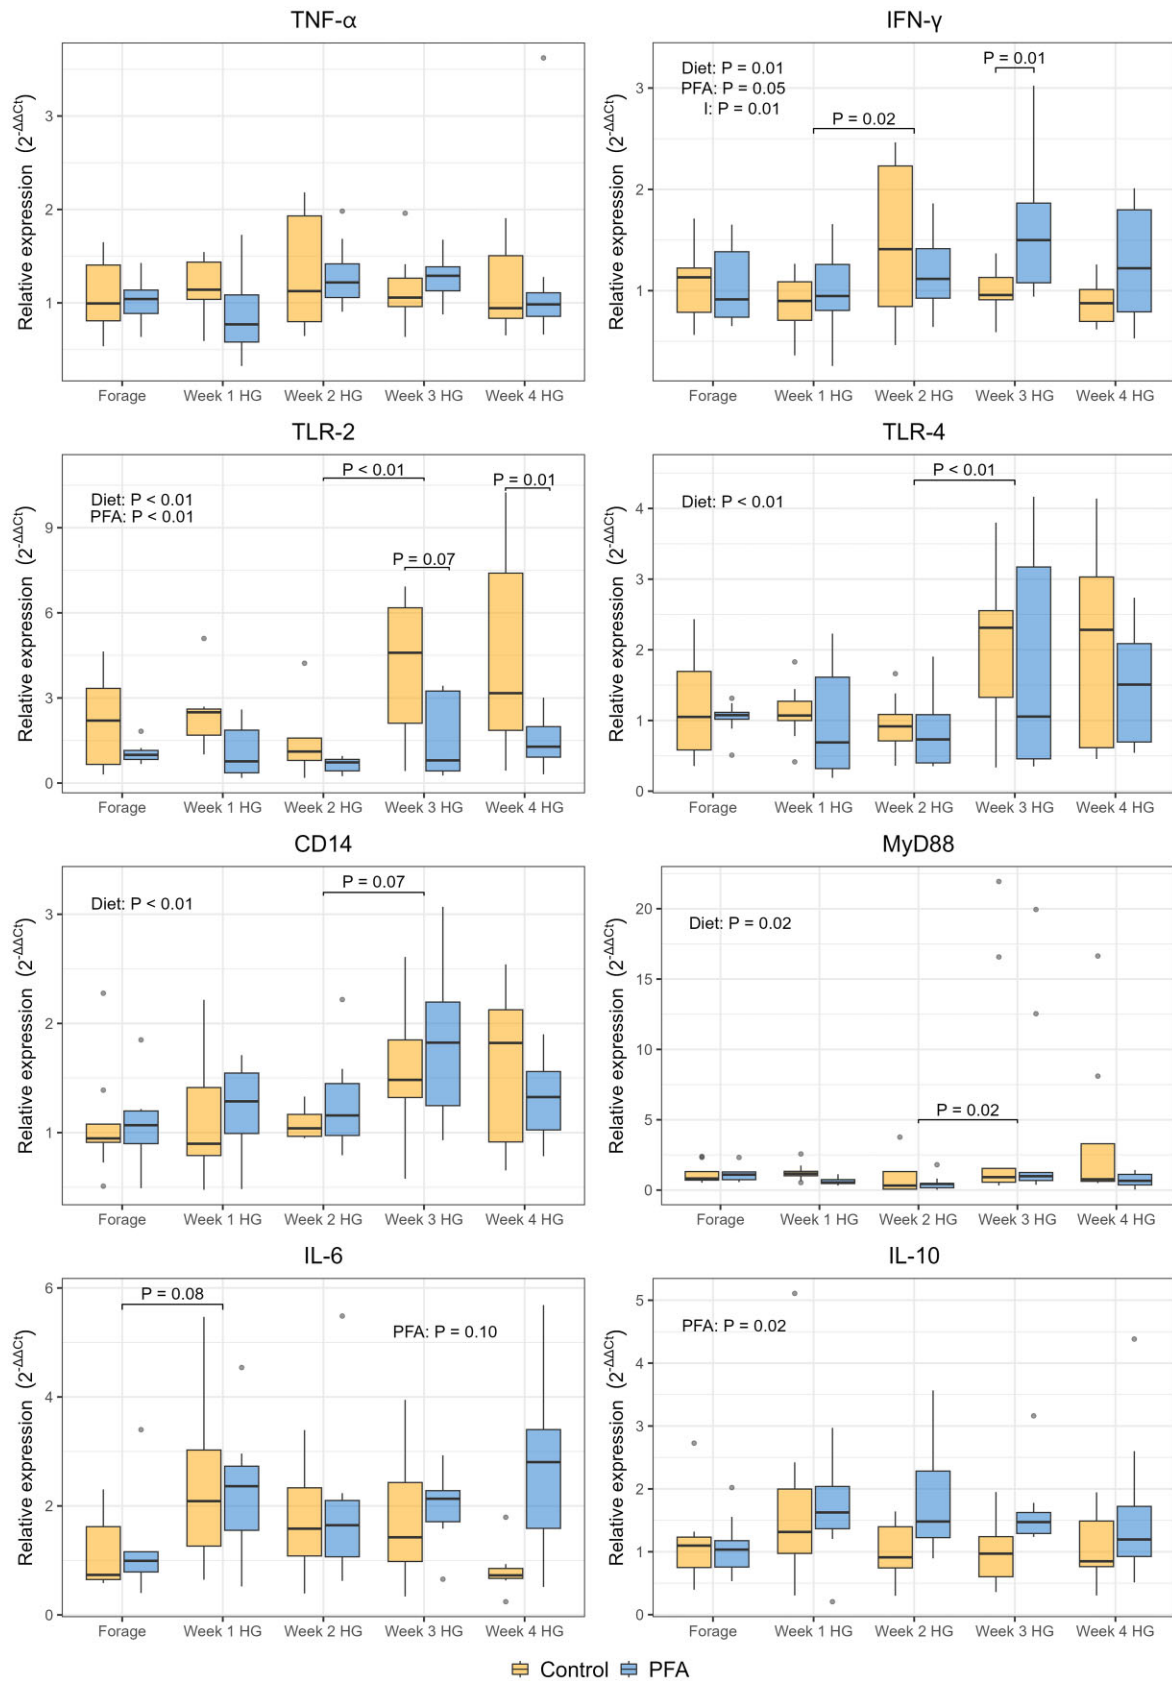 TNF-α
Relative expression (2^-ΔΔCt)
3
2
1
Forage Week 1 HG Week 2 HG Week 3 HG Week 4 HG
IFN-γ
Relative expression (2^-ΔΔCt)
Diet: P = 0.01
PFA: P = 0.05
I: P = 0.01
P = 0.02
P = 0.01
3
2
1
Forage Week 1 HG Week 2 HG Week 3 HG Week 4 HG
TLR-2
Relative expression (2^-ΔΔCt)
Diet: P < 0.01
PFA: P < 0.01
P < 0.01
P = 0.01
P = 0.07
9
6
3
0
Forage Week 1 HG Week 2 HG Week 3 HG Week 4 HG
TLR-4
Relative expression (2^-ΔΔCt)
Diet: P < 0.01
P < 0.01
4
3
2
1
0
Forage Week 1 HG Week 2 HG Week 3 HG Week 4 HG
CD14
Relative expression (2^-ΔΔCt)
Diet: P < 0.01
P = 0.07
3
2
1
Forage Week 1 HG Week 2 HG Week 3 HG Week 4 HG
MyD88
Relative expression (2^-ΔΔCt)
Diet: P = 0.02
P = 0.02
20
15
10
5
0
Forage Week 1 HG Week 2 HG Week 3 HG Week 4 HG
IL-6
Relative expression (2^-ΔΔCt)
P = 0.08
PFA: P = 0.10
6
4
2
0
Forage Week 1 HG Week 2 HG Week 3 HG Week 4 HG
IL-10
Relative expression (2^-ΔΔCt)
PFA: P = 0.02
5
4
3
2
1
0
Forage Week 1 HG Week 2 HG Week 3 HG Week 4 HG
Control PFA